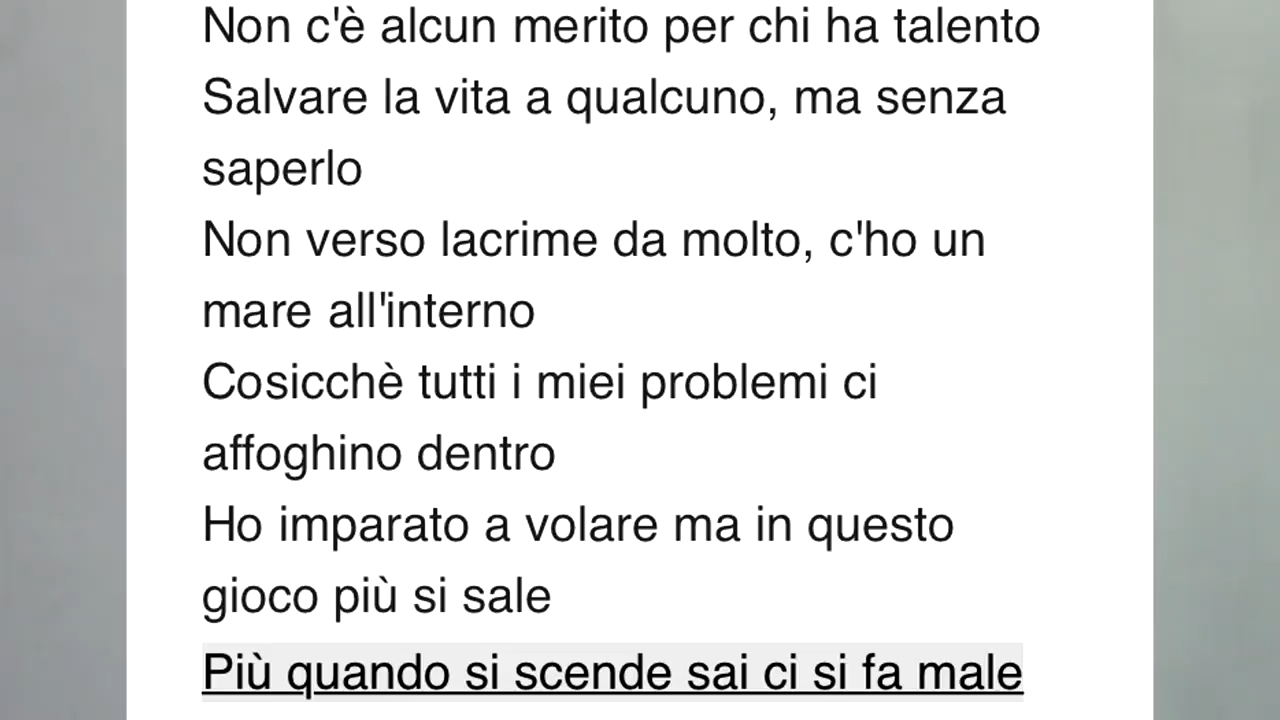 Non c'è alcun merito per chi ha talento
Salvare la vita a qualcuno, ma senza
saperlo
Non verso lacrime da molto, c'ho un
mare all'interno
Cosicchè tutti i miei problemi ci
affoghino dentro
Ho imparato a volare ma in questo
gioco più si sale
Più quando si scende sai ci si fa male